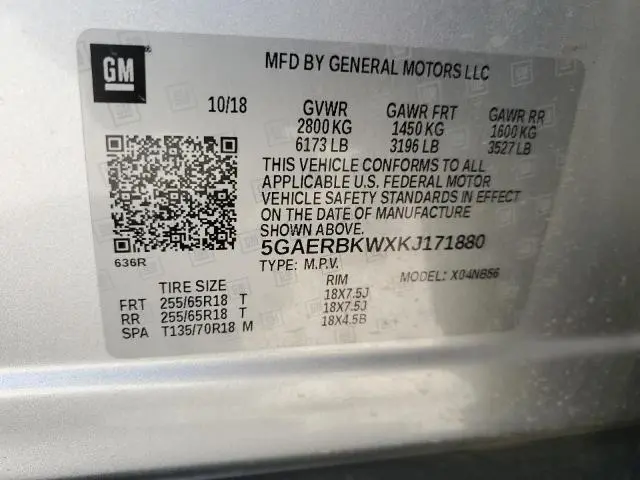 GM
MFD BY GENERAL MOTORS LLC
10/18 GVWR GAWR FRT GAWR RR
2800 KG 1450 KG 1600 KG
6173 LB 3196 LB 3527 LB
THIS VEHICLE CONFORMS TO ALL
APPLICABLE U.S. FEDERAL MOTOR
VEHICLE SAFETY STANDARDS IN EFFECT
ON THE DATE OF MANUFACTURE
SHOWN ABOVE.
636R 5GAERBKWXKJ171880
TYPE: M.P.V. MODEL: X04NB56
TIRE SIZE RIM
FRT 255/65R18 T 18X7.5J
RR 255/65R18 T 18X7.5J
SPA T135/70R18 M 18X4.5B